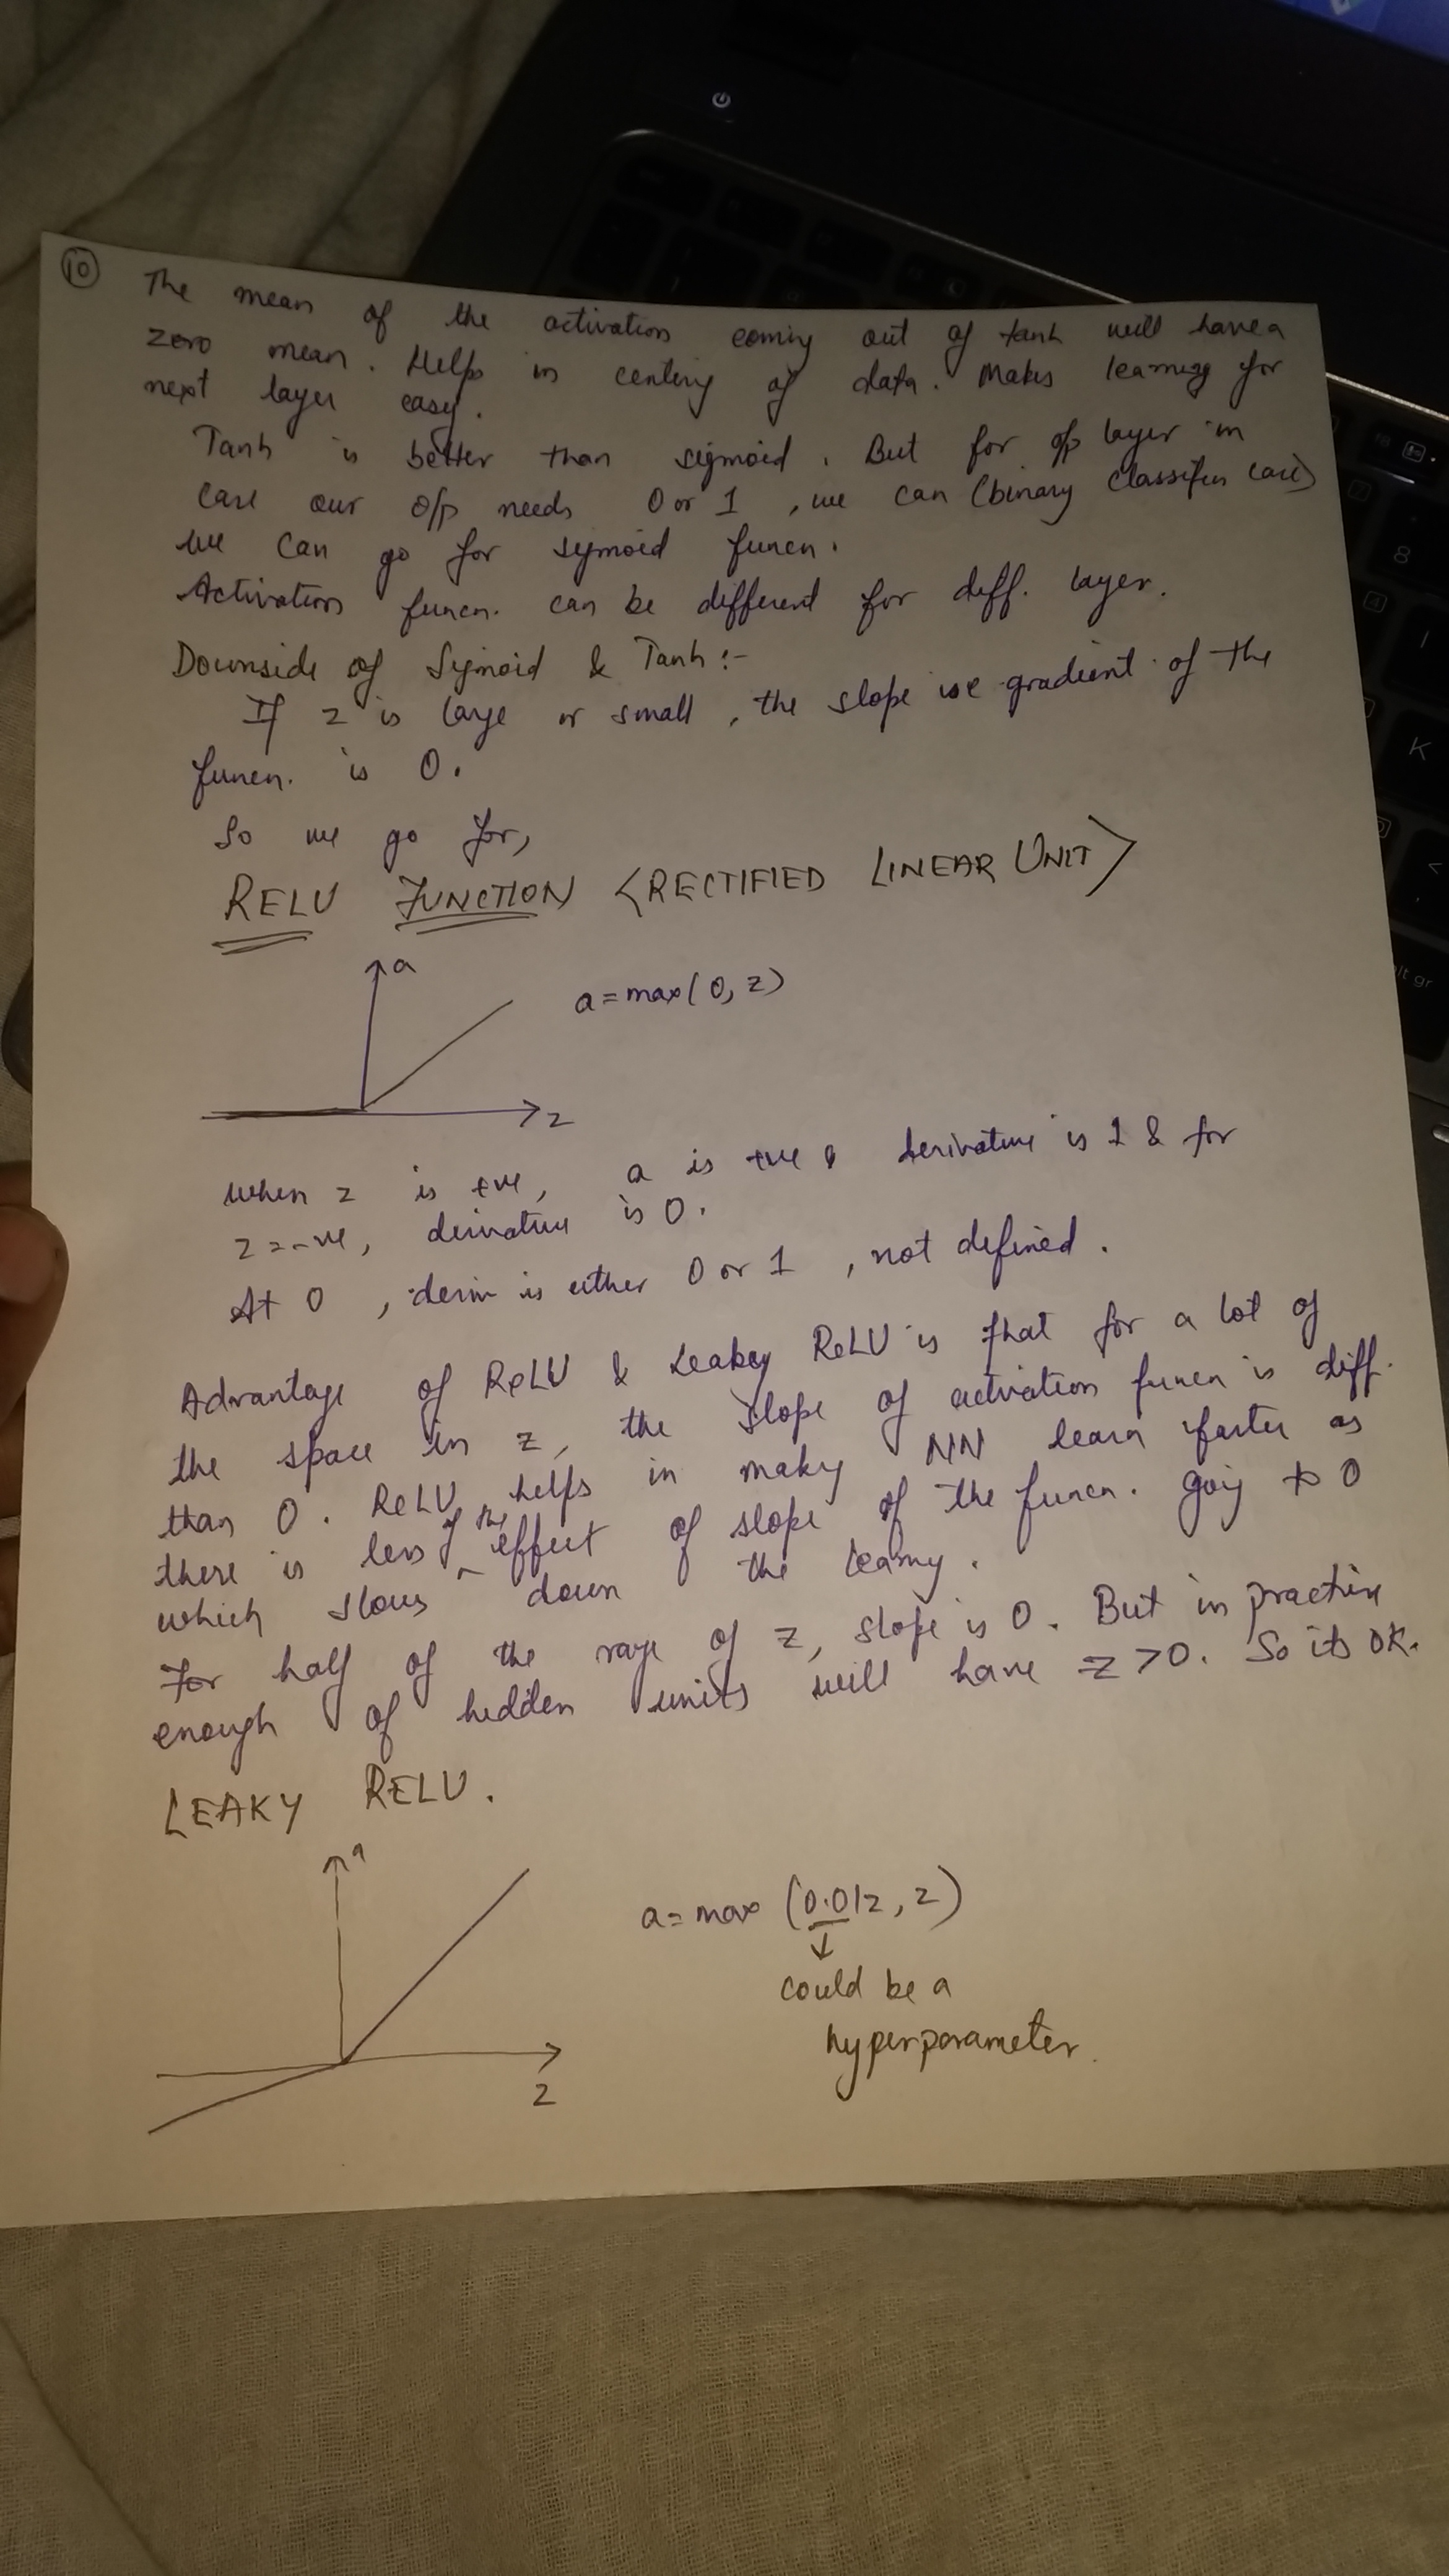 10
The mean of the activation coming out of tanh will have a
zero mean. Helps in centering of data. Makes learning for
next layer easy.
Tanh is better than sigmoid. But for o/p layer in
case our o/p needs 0 or 1, we can (binary classifier case)
we can go for sigmoid funcn.
Activation funcn. can be different for diff. layer.
Downside of Sigmoid & Tanh :-
If z is large or small, the slope gradient of the
funcn. is 0.
So we go for,
RELU FUNCTION <RECTIFIED LINEAR UNIT>
a
a = max(0, z)
z
when z is +ve, a is +ve & derivative is 1 & for
z = -ve, derivative is 0.
At 0, deriv is either 0 or 1, not defined.
Advantage of ReLU & Leakey ReLU is that for a lot of
the space in z, the slope of activation funcn is diff.
than 0. ReLU helps in making NN learn faster as
there is less of the effect of slope of the funcn. going to 0
which slows down the learning.
For half of the range of z, slope is 0. But in practice
enough of hidden units will have z > 0. So its OK.
LEAKY RELU.
a
a = max (0.01z, z)
could be a
hyperparameter.
z
8
K
alt gr